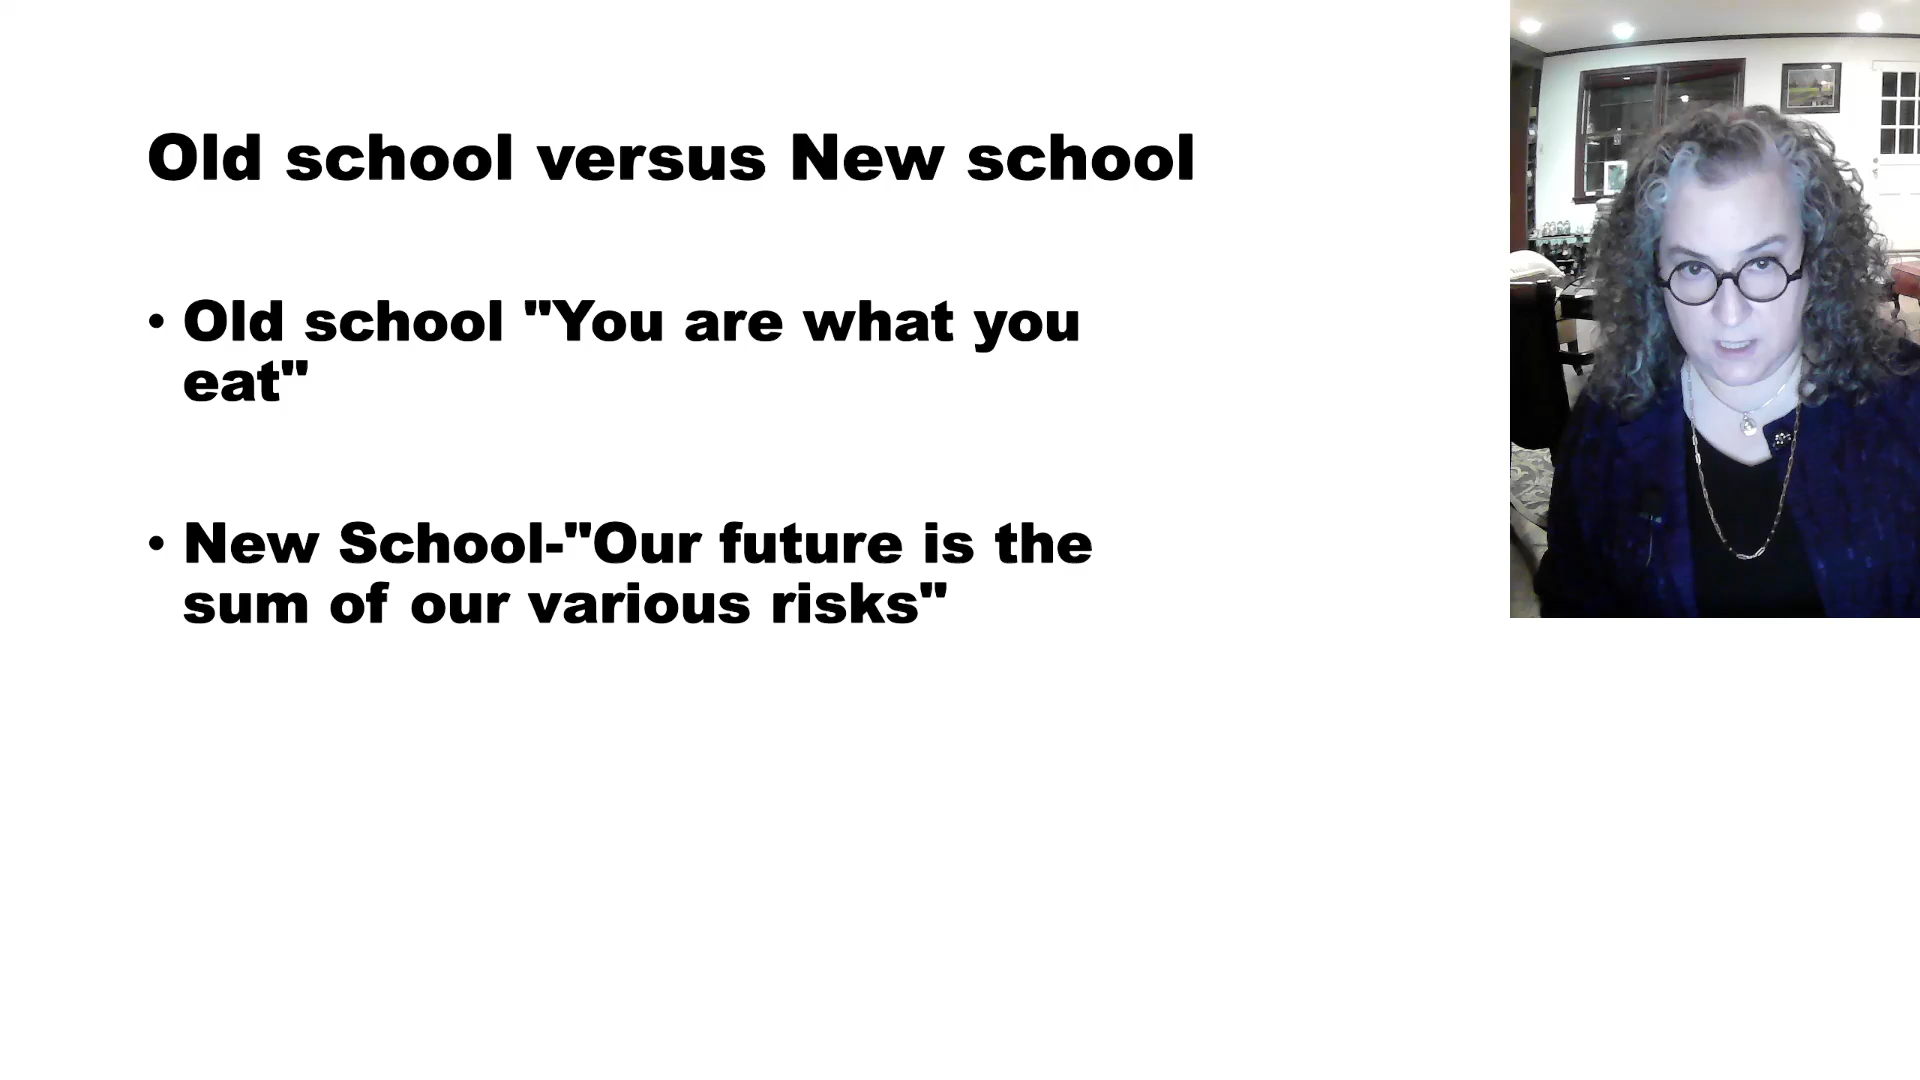 Old school versus New school
• Old school "You are what you
eat"
• New School-"Our future is the
sum of our various risks"